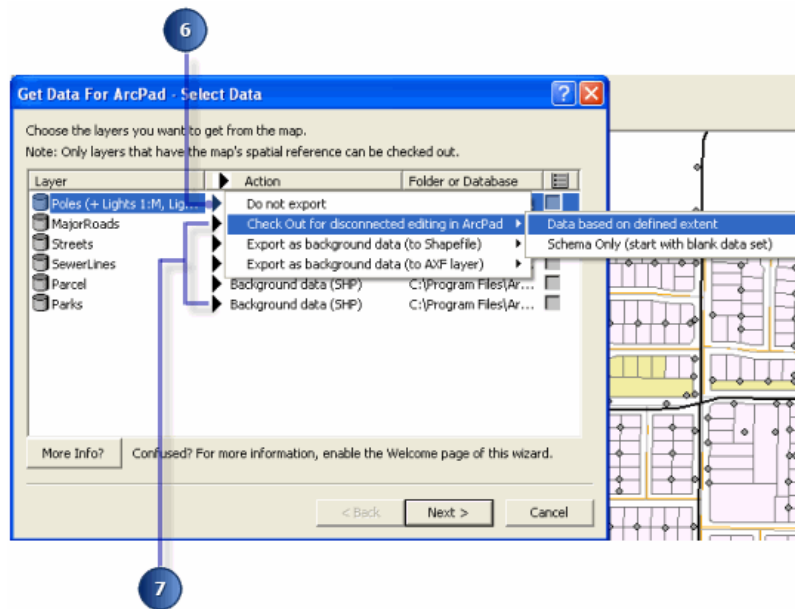 6
Get Data For ArcPad - Select Data
Choose the layers you want to get from the map.
Note: Only layers that have the map's spatial reference can be checked out.
Layer Action Folder or Database
Poles (+ Lights 1:M, Lig... Do not export
MajorRoads Check Out for disconnected editing in ArcPad Data based on defined extent
Streets Export as background data (to Shapefile) Schema Only (start with blank data set)
SewerLines Export as background data (to AXF layer)
Parcel Background data (SHP) C:\Program Files\Ar...
Parks Background data (SHP) C:\Program Files\Ar...
More Info? Confused? For more information, enable the Welcome page of this wizard.
< Back Next > Cancel
7